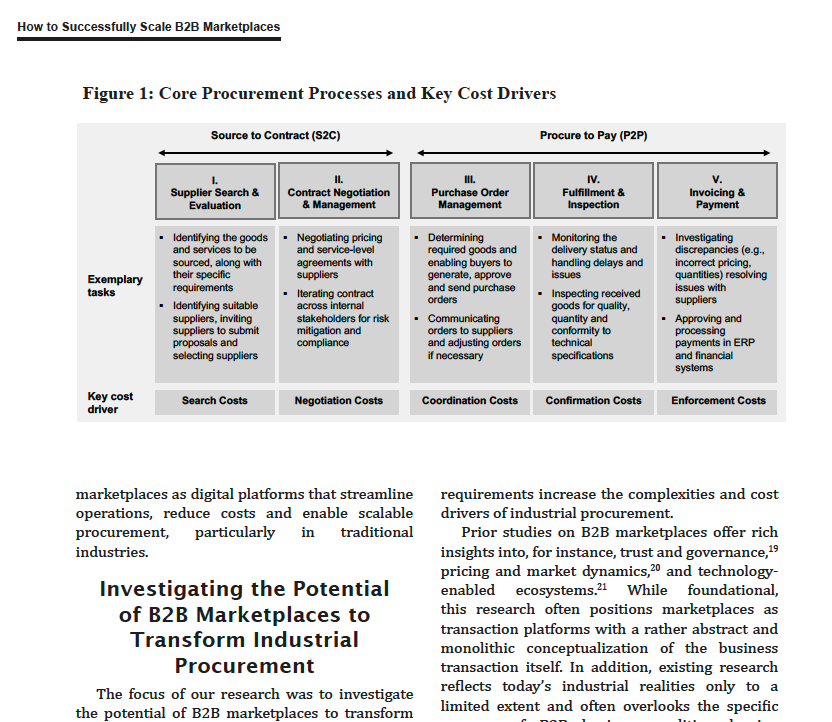 How to Successfully Scale B2B Marketplaces
Figure 1: Core Procurement Processes and Key Cost Drivers
Source to Contract (S2C)
Procure to Pay (P2P)
I.
Supplier Search &
Evaluation
II.
Contract Negotiation
& Management
III.
Purchase Order
Management
IV.
Fulfillment &
Inspection
V.
Invoicing &
Payment
Exemplary
tasks
▪ Identifying the goods
and services to be
sourced, along with
their specific
requirements
▪ Identifying suitable
suppliers, inviting
suppliers to submit
proposals and
selecting suppliers
▪ Negotiating pricing
and service-level
agreements with
suppliers
▪ Iterating contract
across internal
stakeholders for risk
mitigation and
compliance
▪ Determining
required goods and
enabling buyers to
generate, approve
and send purchase
orders
▪ Communicating
orders to suppliers
and adjusting orders
if necessary
▪ Monitoring the
delivery status and
handling delays and
issues
▪ Inspecting received
goods for quality,
quantity and
conformity to
technical
specifications
▪ Investigating
discrepancies (e.g.,
incorrect pricing,
quantities) resolving
issues with
suppliers
▪ Approving and
processing
payments in ERP
and financial
systems
Key cost
driver
Search Costs
Negotiation Costs
Coordination Costs
Confirmation Costs
Enforcement Costs
marketplaces as digital platforms that streamline
operations, reduce costs and enable scalable
procurement, particularly in traditional
industries.
Investigating the Potential
of B2B Marketplaces to
Transform Industrial
Procurement
The focus of our research was to investigate
the potential of B2B marketplaces to transform
requirements increase the complexities and cost
drivers of industrial procurement.
Prior studies on B2B marketplaces offer rich
insights into, for instance, trust and governance,19
pricing and market dynamics,20 and technology-
enabled ecosystems.21 While foundational,
this research often positions marketplaces as
transaction platforms with a rather abstract and
monolithic conceptualization of the business
transaction itself. In addition, existing research
reflects today's industrial realities only to a
limited extent and often overlooks the specific